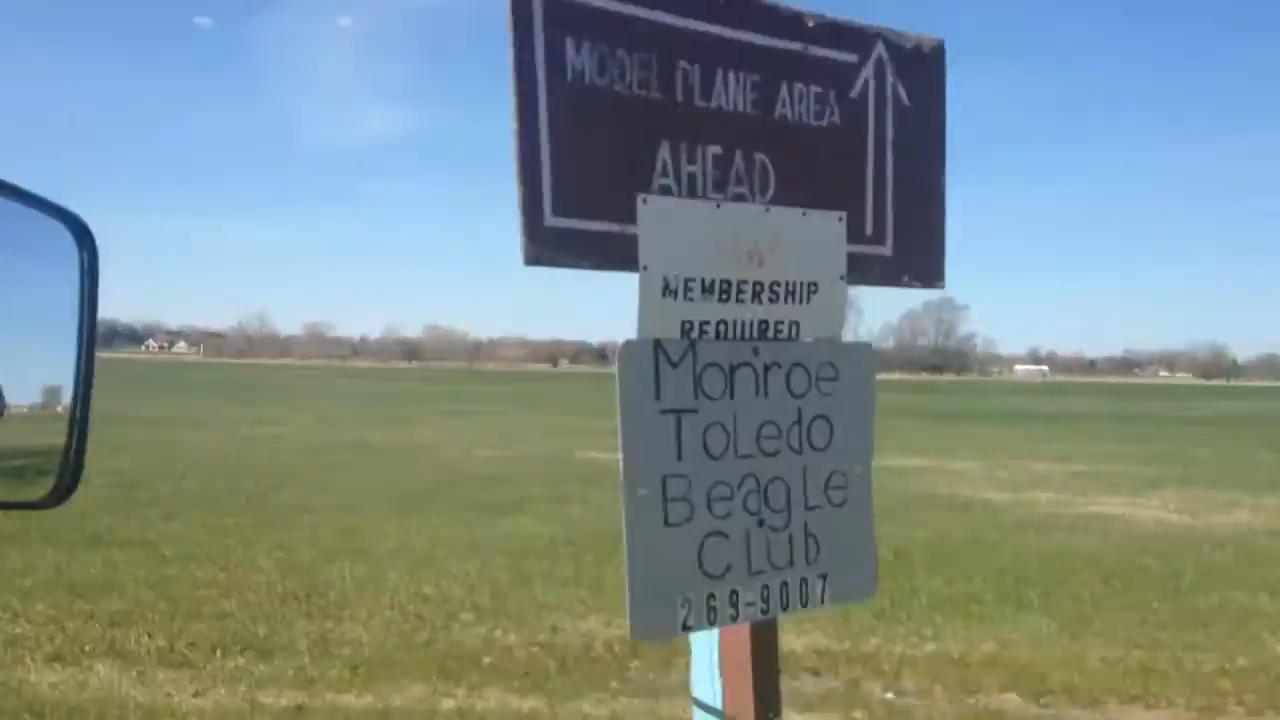 MODEL PLANE AREA
AHEAD
MEMBERSHIP
REQUIRED
Monroe
ToLedo
BeagLe
CLub
269-9007